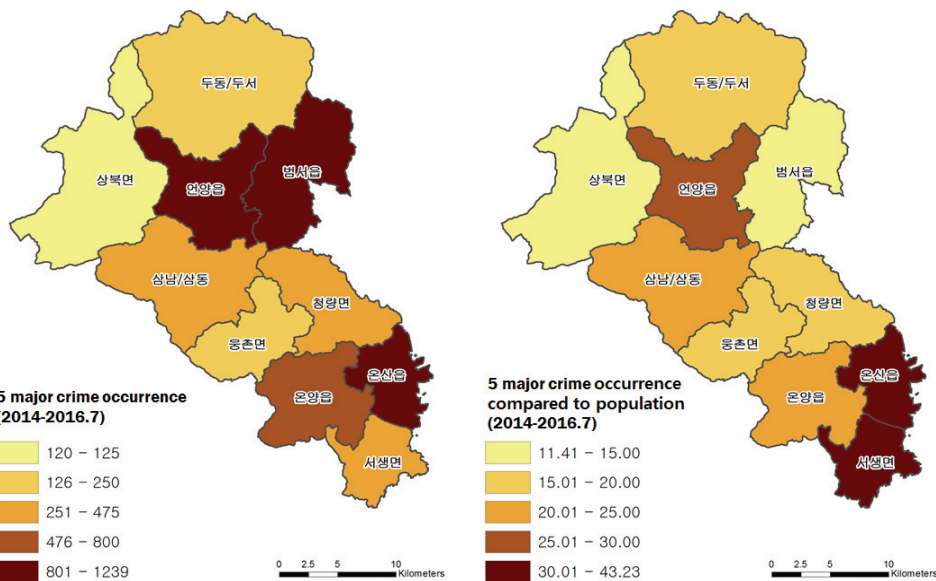 두동/두서
상북면
언양읍
범서읍
삼남/삼동
청량면
웅촌면
온산읍
온양읍
서생면
5 major crime occurrence
(2014-2016.7)
120 - 125
126 - 250
251 - 475
476 - 800
801 - 1239
0 2.5 5 10
Kilometers
두동/두서
상북면
언양읍
범서읍
삼남/삼동
청량면
웅촌면
온산읍
온양읍
서생면
5 major crime occurrence
compared to population
(2014-2016.7)
11.41 - 15.00
15.01 - 20.00
20.01 - 25.00
25.01 - 30.00
30.01 - 43.23
0 2.5 5 10
Kilometers